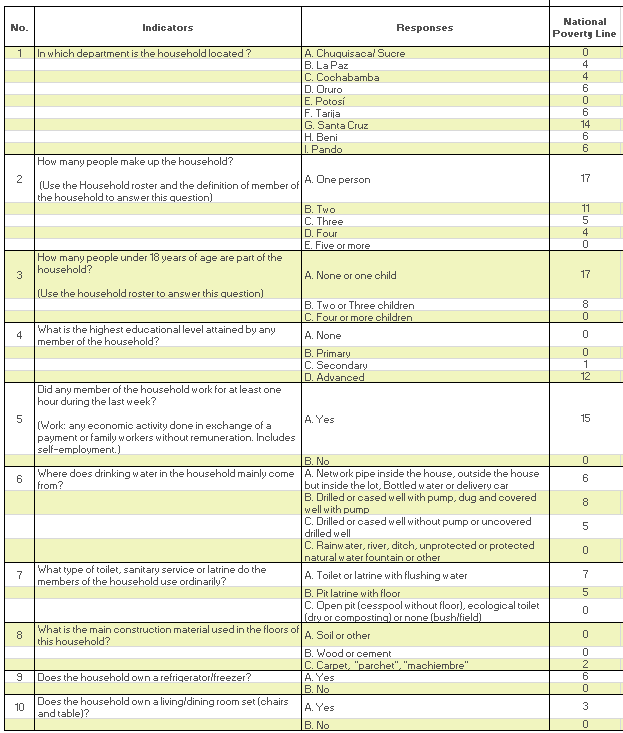 No. Indicators Responses National Poverty Line
1 In which department is the household located ? A. Chuquisaca/ Sucre 0
B. La Paz 4
C. Cochabamba 4
D. Oruro 6
E. Potosí 0
F. Tarija 6
G. Santa Cruz 14
H. Beni 6
I. Pando 6
2 How many people make up the household?
(Use the Household roster and the definition of member of
the household to answer this question)
A. One person 17
B. Two 11
C. Three 5
D. Four 4
E. Five or more 0
3 How many people under 18 years of age are part of the
household?
(Use the household roster to answer this question)
A. None or one child 17
B. Two or Three children 8
C. Four or more children 0
4 What is the highest educational level attained by any
member of the household?
A. None 0
B. Primary 0
C. Secondary 1
D. Advanced 12
5 Did any member of the household work for at least one
hour during the last week?
(Work: any economic activity done in exchange of a
payment or family workers without remuneration. Includes
self-employment.)
A. Yes 15
B. No 0
6 Where does drinking water in the household mainly come
from?
A. Network pipe inside the house, outside the house
but inside the lot, Bottled water or delivery car 6
B. Drilled or cased well with pump, dug and covered
well with pump 8
C. Drilled or cased well without pump or uncovered
drilled well 5
C. Rainwater, river, ditch, unprotected or protected
natural water fountain or other 0
7 What type of toilet, sanitary service or latrine do the
members of the household use ordinarily?
A. Toilet or latrine with flushing water 7
B. Pit latrine with floor 5
C. Open pit (cesspool without floor), ecological toilet
(dry or composting) or none (bush/field) 0
8 What is the main construction material used in the floors of
this household?
A. Soil or other 0
B. Wood or cement 0
C. Carpet, "parchet", "machiembre" 2
9 Does the household own a refrigerator/freezer? A. Yes 6
B. No 0
10 Does the household own a living/dining room set (chairs
and table)?
A. Yes 3
B. No 0